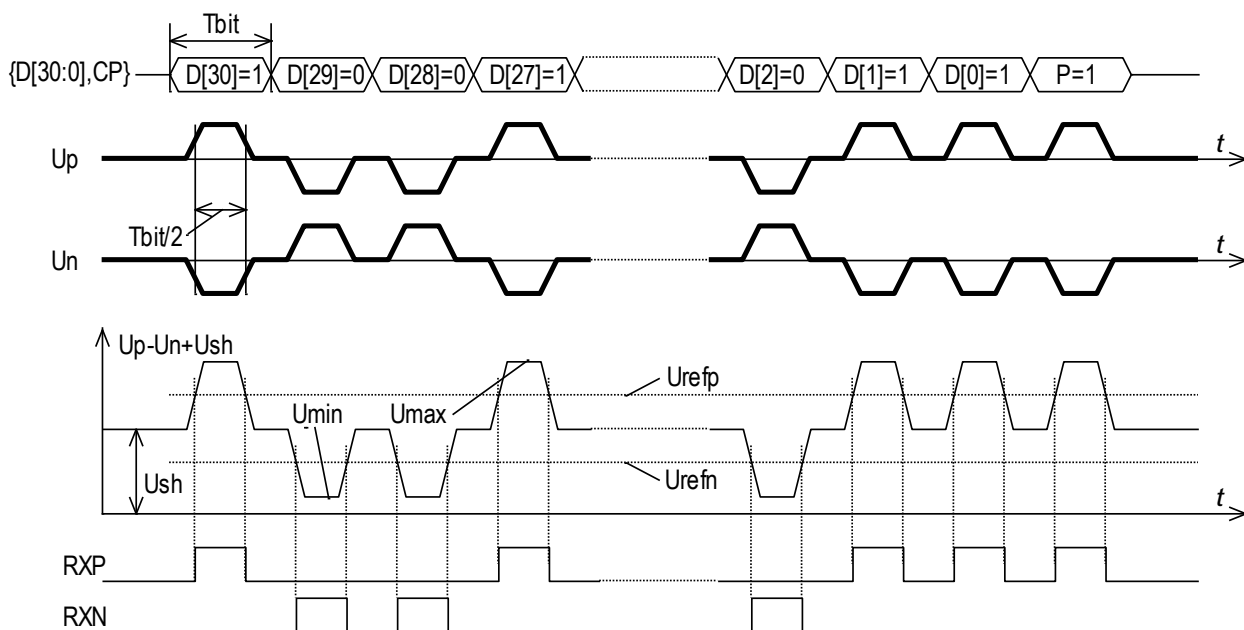 Tbit
{D[30:0],CP} D[30]=1 D[29]=0 D[28]=0 D[27]=1 D[2]=0 D[1]=1 D[0]=1 P=1
Up t
Tbit/2
Un t
Up-Un+Ush
Urefp
Umin Umax
Ush Urefn
t
RXP
RXN